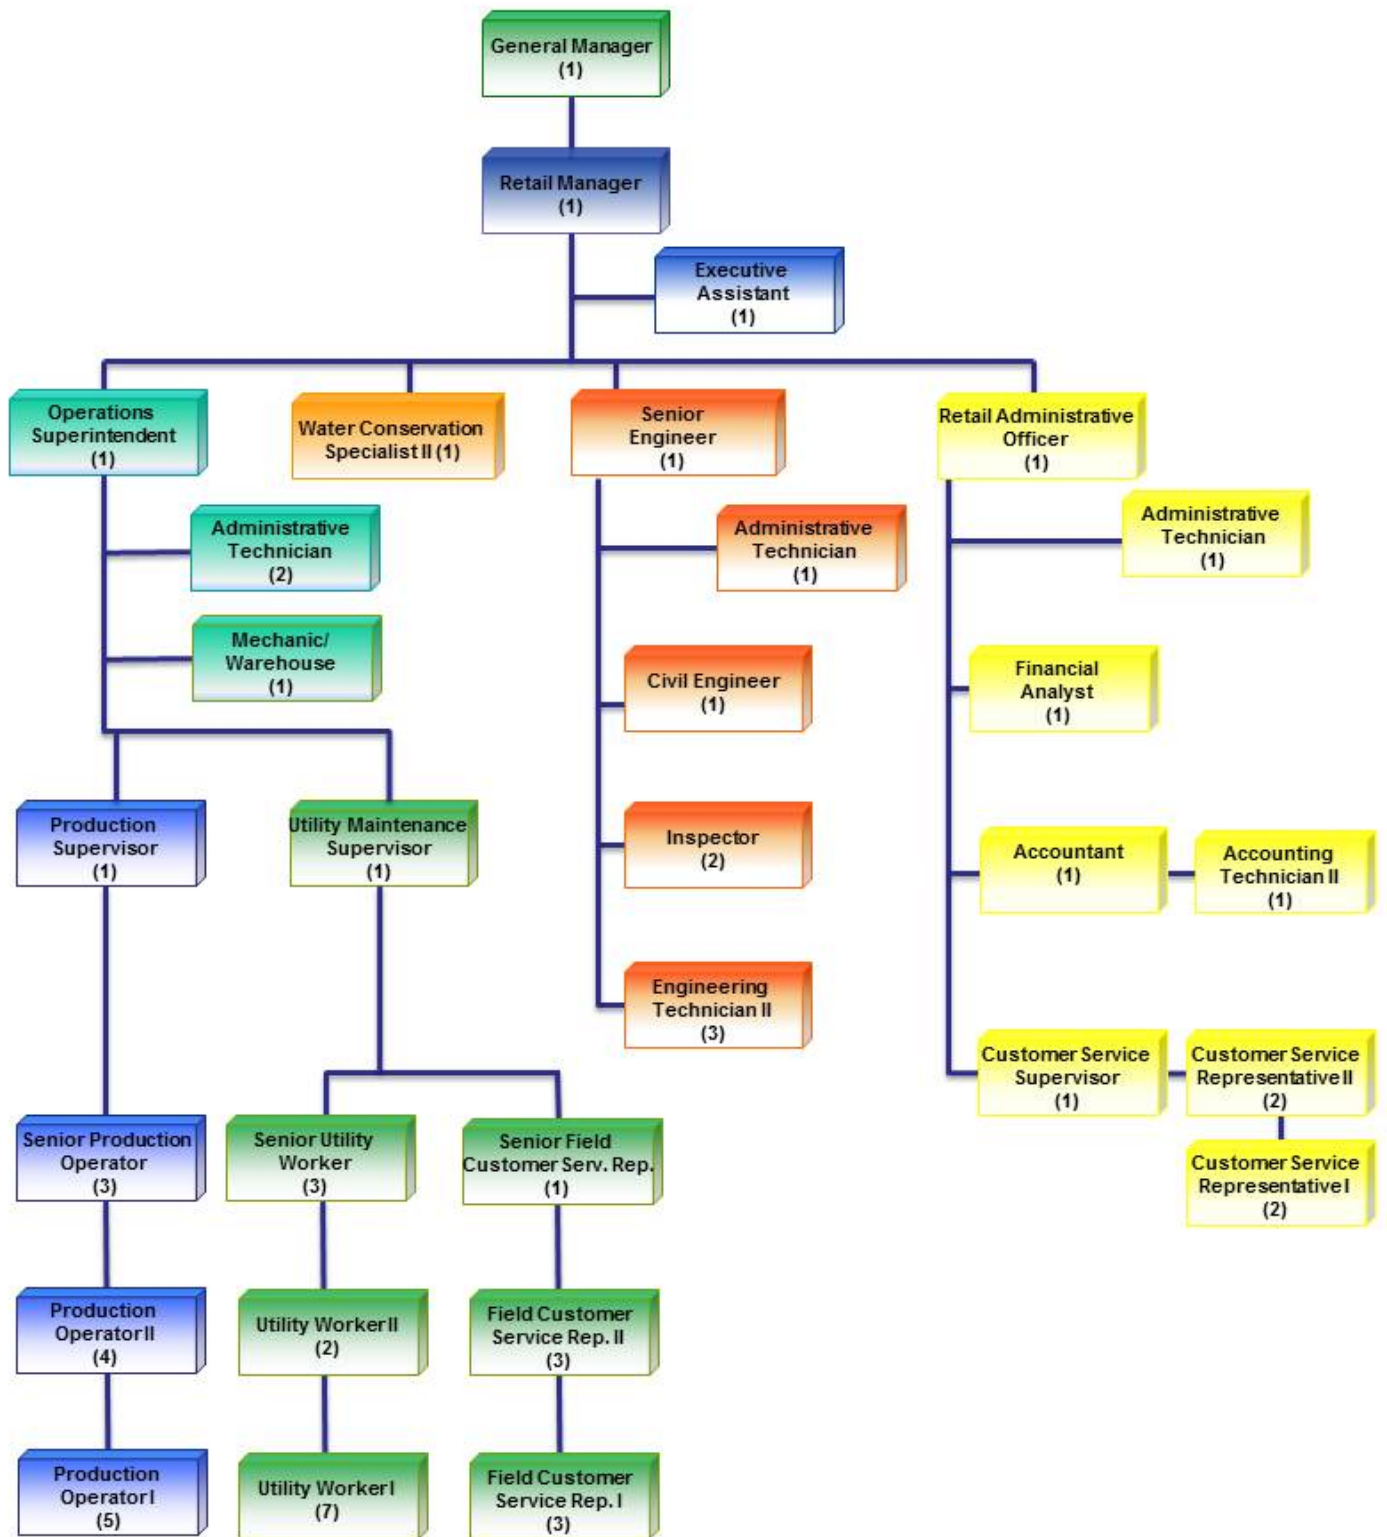 General Manager
(1)
Retail Manager
(1)
Executive
Assistant
(1)
Operations
Superintendent
(1)
Water Conservation
Specialist II (1)
Senior
Engineer
(1)
Retail Administrative
Officer
(1)
Administrative
Technician
(2)
Administrative
Technician
(1)
Administrative
Technician
(1)
Mechanic/
Warehouse
(1)
Civil Engineer
(1)
Financial
Analyst
(1)
Production
Supervisor
(1)
Utility Maintenance
Supervisor
(1)
Inspector
(2)
Accountant
(1)
Accounting
Technician II
(1)
Engineering
Technician II
(3)
Customer Service
Supervisor
(1)
Customer Service
Representative II
(2)
Customer Service
Representative I
(2)
Senior Production
Operator
(3)
Senior Utility
Worker
(3)
Senior Field
Customer Serv. Rep.
(1)
Production
Operator II
(4)
Utility Worker II
(2)
Field Customer
Service Rep. II
(3)
Production
Operator I
(5)
Utility Worker I
(7)
Field Customer
Service Rep. I
(3)